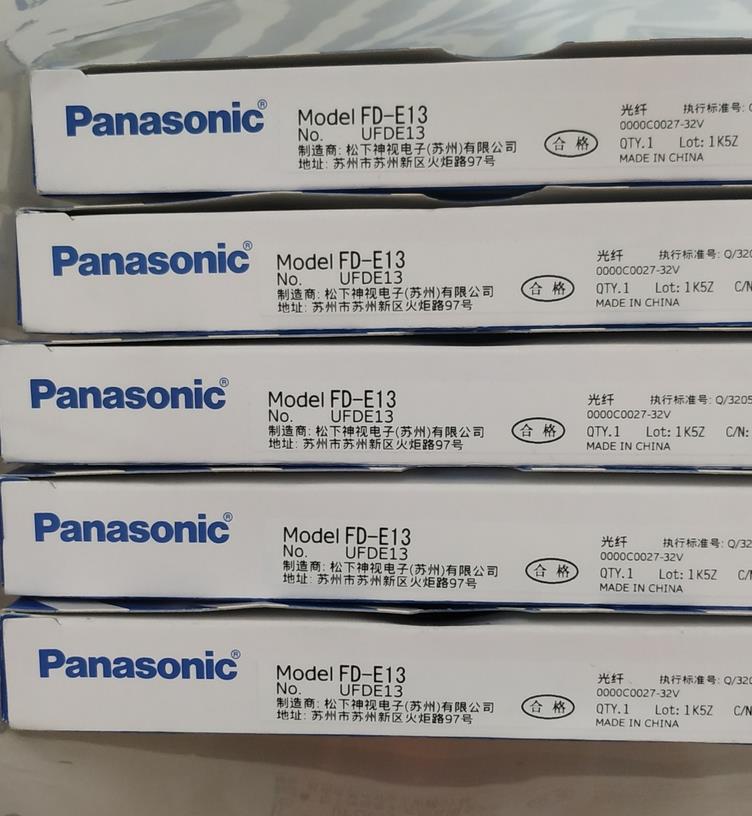 Panasonic®
Model FD-E13
No. UFDE13
制造商: 松下神视电子(苏州)有限公司
地址: 苏州市苏州新区火炬路97号
合格
光纤 执行标准号:
0000C0027-32V
QTY.1 Lot: 1K5Z
MADE IN CHINA
Panasonic®
Model FD-E13
No. UFDE13
制造商: 松下神视电子(苏州)有限公司
地址: 苏州市苏州新区火炬路97号
合格
光纤 执行标准号: Q/320
0000C0027-32V
QTY.1 Lot: 1K5Z C/N
MADE IN CHINA
Panasonic®
Model FD-E13
No. UFDE13
制造商: 松下神视电子(苏州)有限公司
地址: 苏州市苏州新区火炬路97号
合格
光纤 执行标准号: Q/3205
0000C0027-32V
QTY.1 Lot: 1K5Z C/N:
MADE IN CHINA
Panasonic®
Model FD-E13
No. UFDE13
制造商: 松下神视电子(苏州)有限公司
地址: 苏州市苏州新区火炬路97号
合格
光纤 执行标准号: Q/32
0000C0027-32V
QTY.1 Lot: 1K5Z C/
MADE IN CHINA
Panasonic®
Model FD-E13
No. UFDE13
制造商: 松下神视电子(苏州)有限公司
地址: 苏州市苏州新区火炬路97号
合格
光纤 执行标准号: Q/320
0000C0027-32V
QTY.1 Lot: 1K5Z C/N
MADE IN CHINA